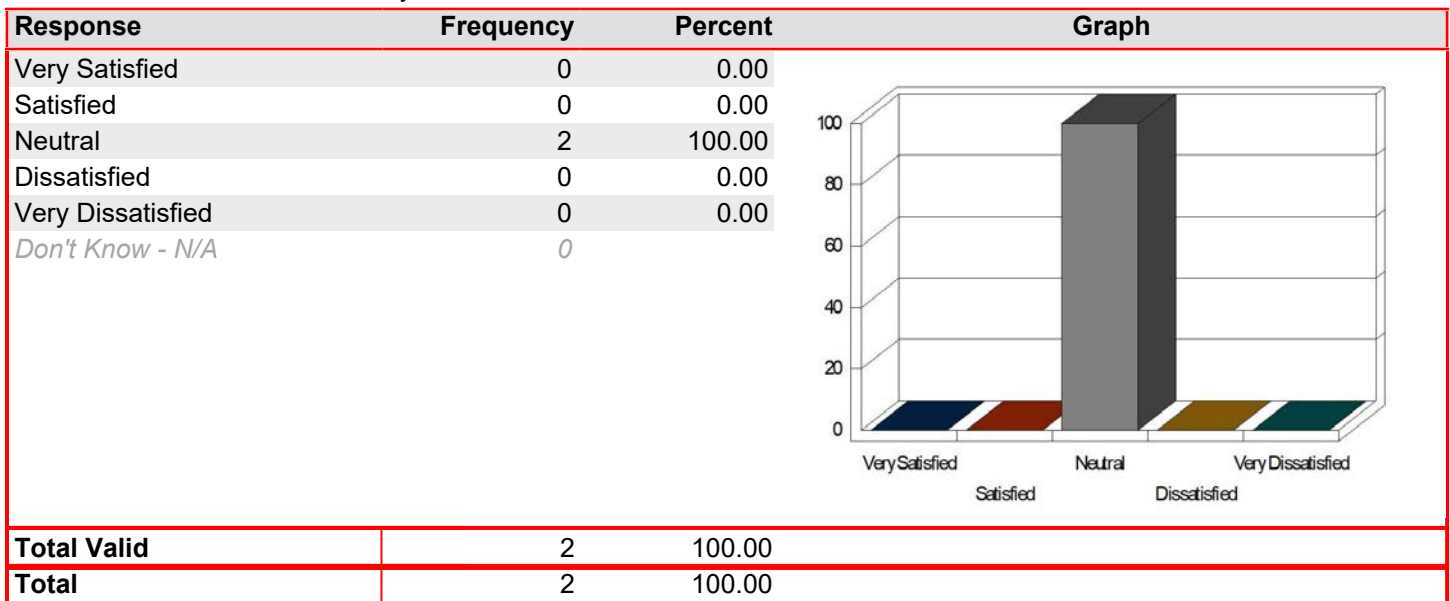 Response Frequency Percent Graph
Very Satisfied 0 0.00
Satisfied 0 0.00
Neutral 2 100.00
Dissatisfied 0 0.00
Very Dissatisfied 0 0.00
Don't Know - N/A 0
100
80
60
40
20
0
Very Satisfied Neutral Very Dissatisfied
Satisfied Dissatisfied
Total Valid 2 100.00
Total 2 100.00